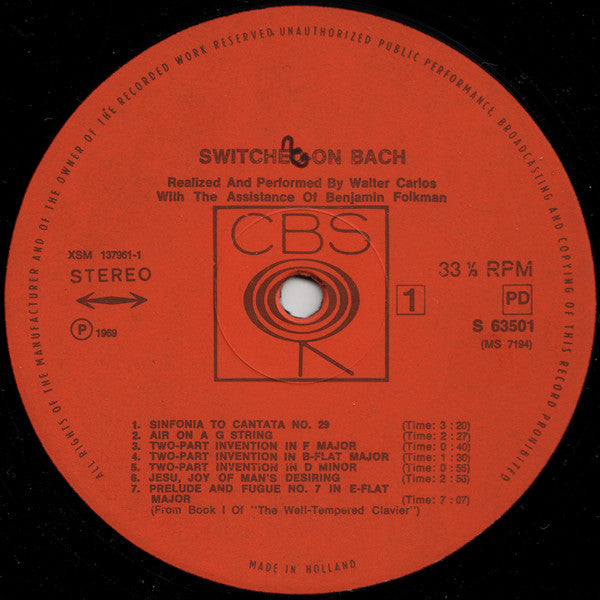 ALL RIGHTS OF THE MANUFACTURER AND OF THE OWNER OF THE RECORDED WORK RESERVED. UNAUTHORIZED PUBLIC PERFORMANCE, BROADCASTING AND COPYING OF THIS RECORD PROHIBITED
SWITCHED-ON BACH
Realized And Performed By Walter Carlos
With The Assistance Of Benjamin Folkman
CBS
XSM 137961-1
STEREO
Ⓟ 1969
33 ⅓ RPM
1
PD
S 63501
(MS 7194)
1. SINFONIA TO CANTATA NO. 29 (Time: 3:20)
2. AIR ON A G STRING (Time: 2:27)
3. TWO-PART INVENTION IN F MAJOR (Time: 0:40)
4. TWO-PART INVENTION IN B-FLAT MAJOR (Time: 1:30)
5. TWO-PART INVENTION IN D MINOR (Time: 0:55)
6. JESU, JOY OF MAN'S DESIRING (Time: 2:55)
7. PRELUDE AND FUGUE NO. 7 IN E-FLAT
MAJOR (Time: 7:07)
(From Book I Of "The Well-Tempered Clavier")
MADE IN HOLLAND